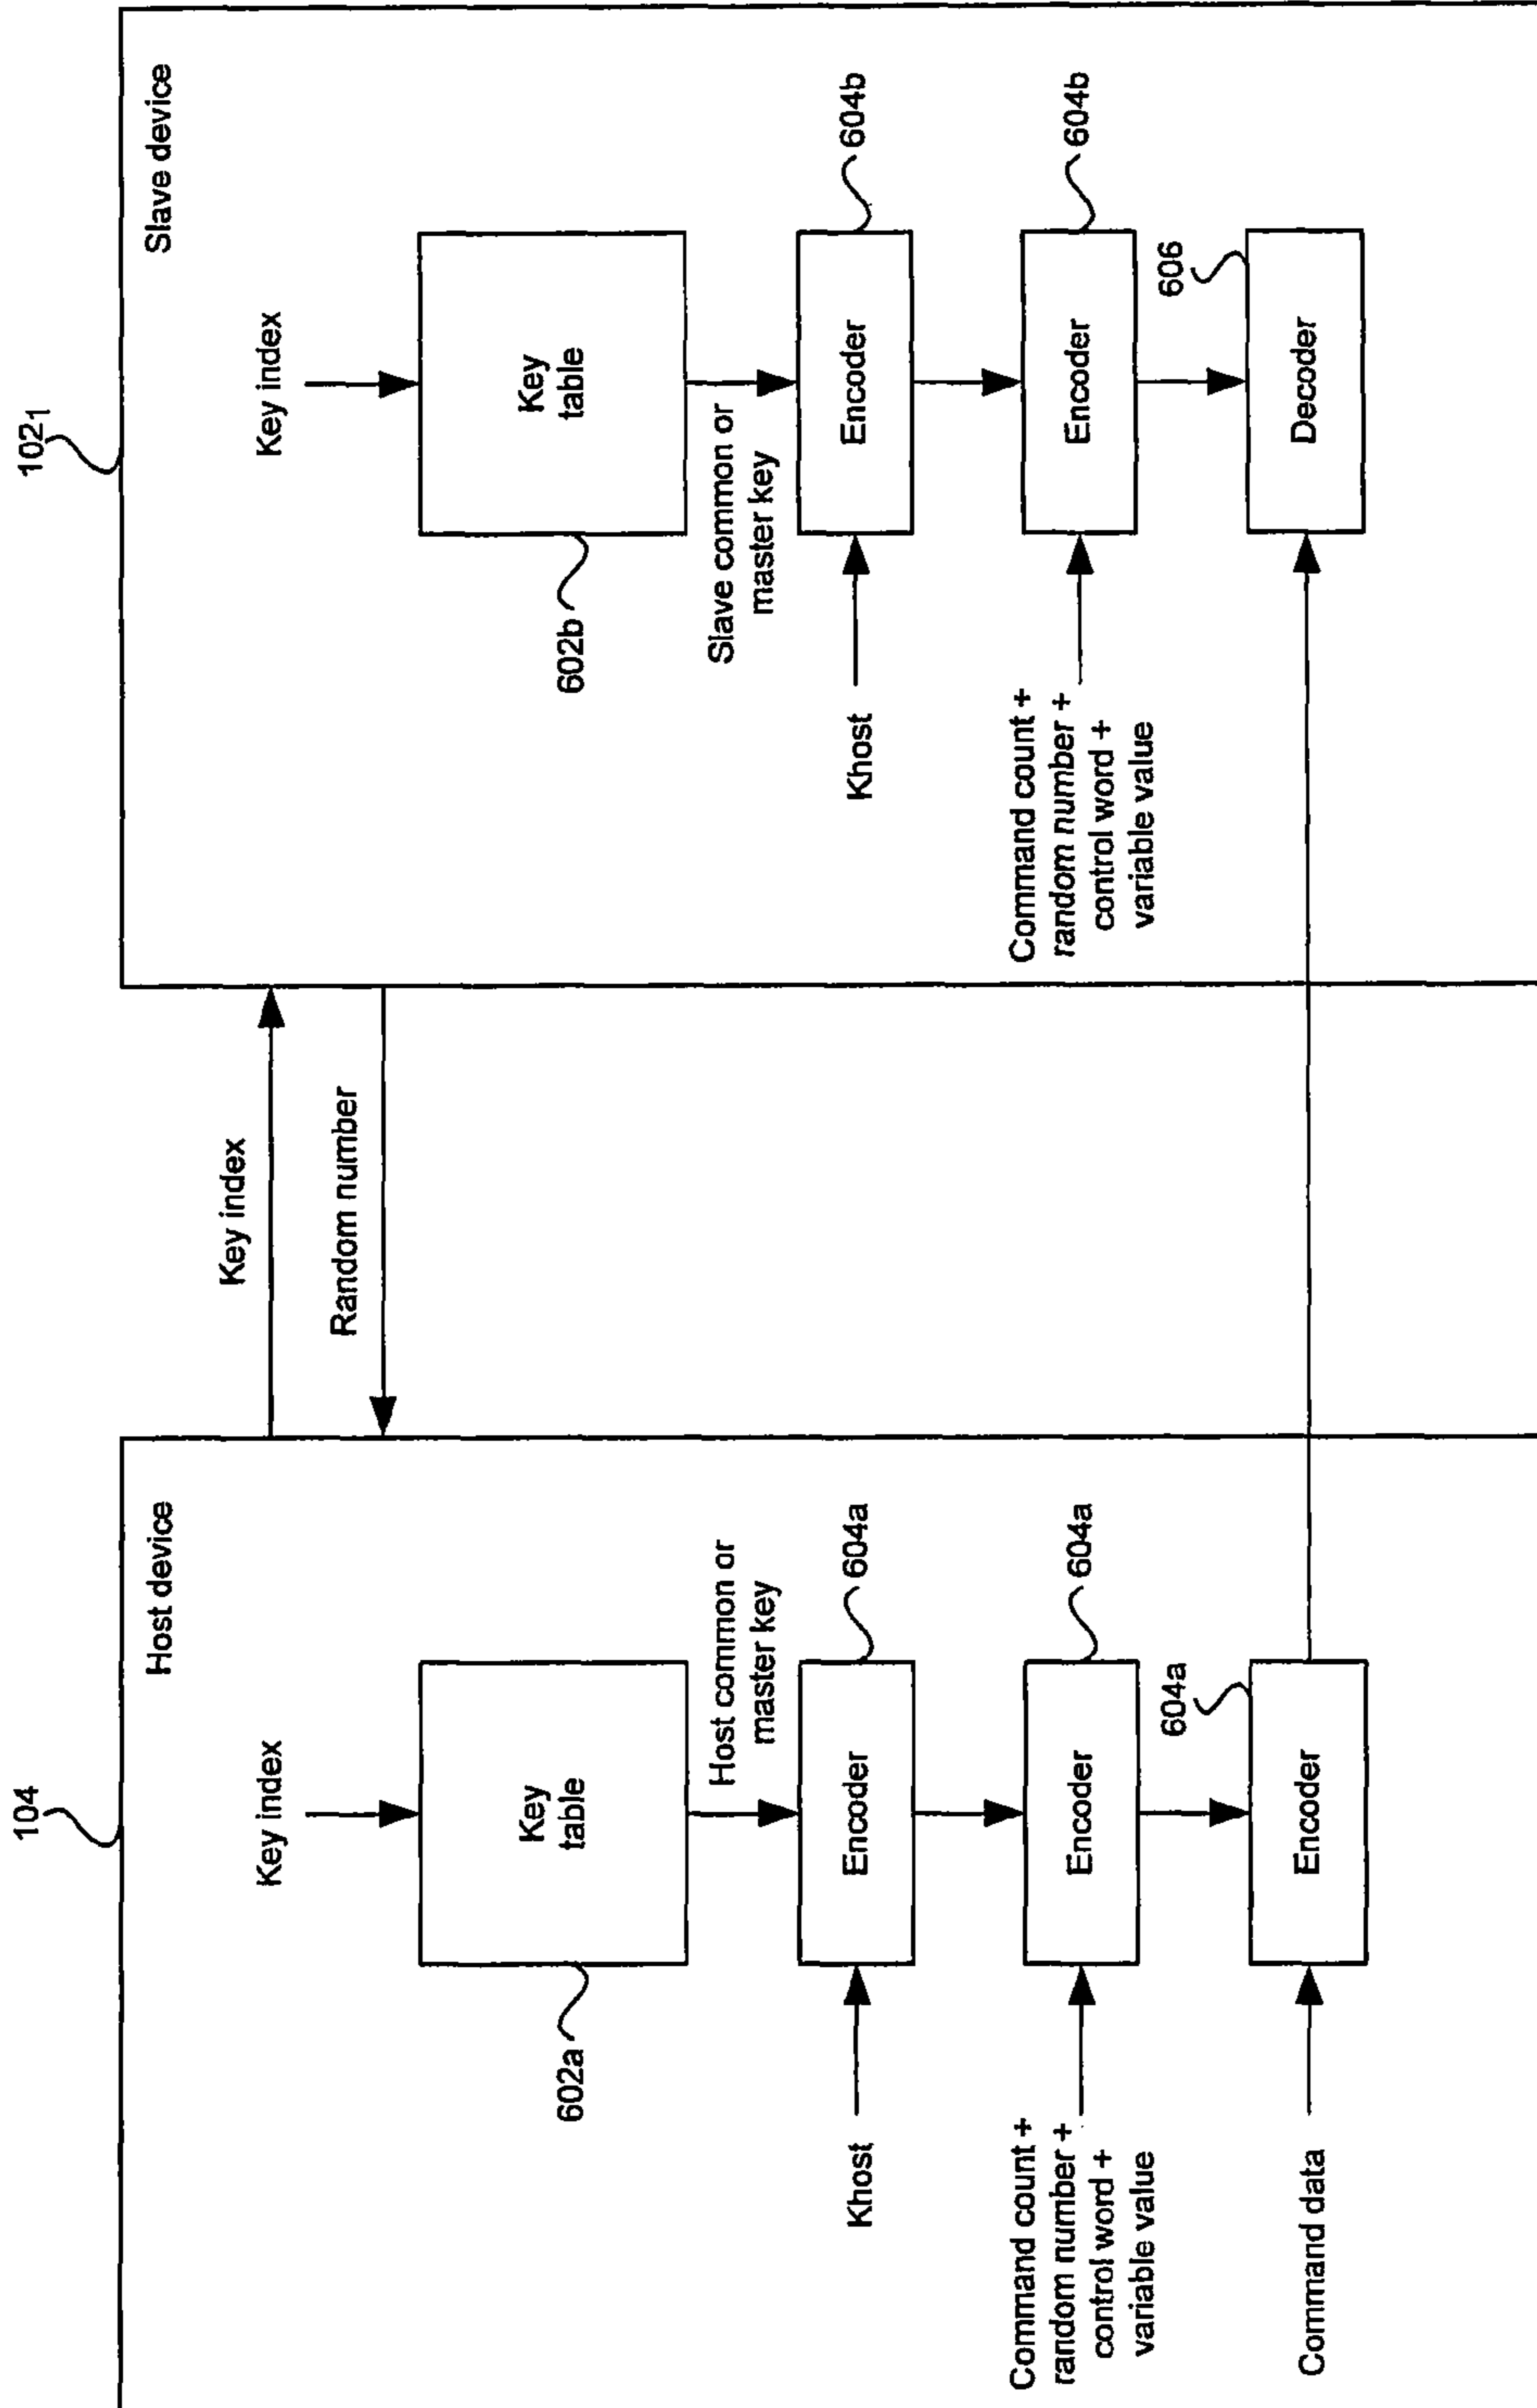 104
Host device
Key index
Key
table
602a
Host common or
master key
Khost
Encoder
604a
Command count +
random number +
control word +
variable value
Encoder
604a
Command data
Encoder
604a
Key index
Random number
102₁
Slave device
Key index
Key
table
602b
Slave common or
master key
Khost
Encoder
604b
Command count +
random number +
control word +
variable value
Encoder
604b
Decoder
606